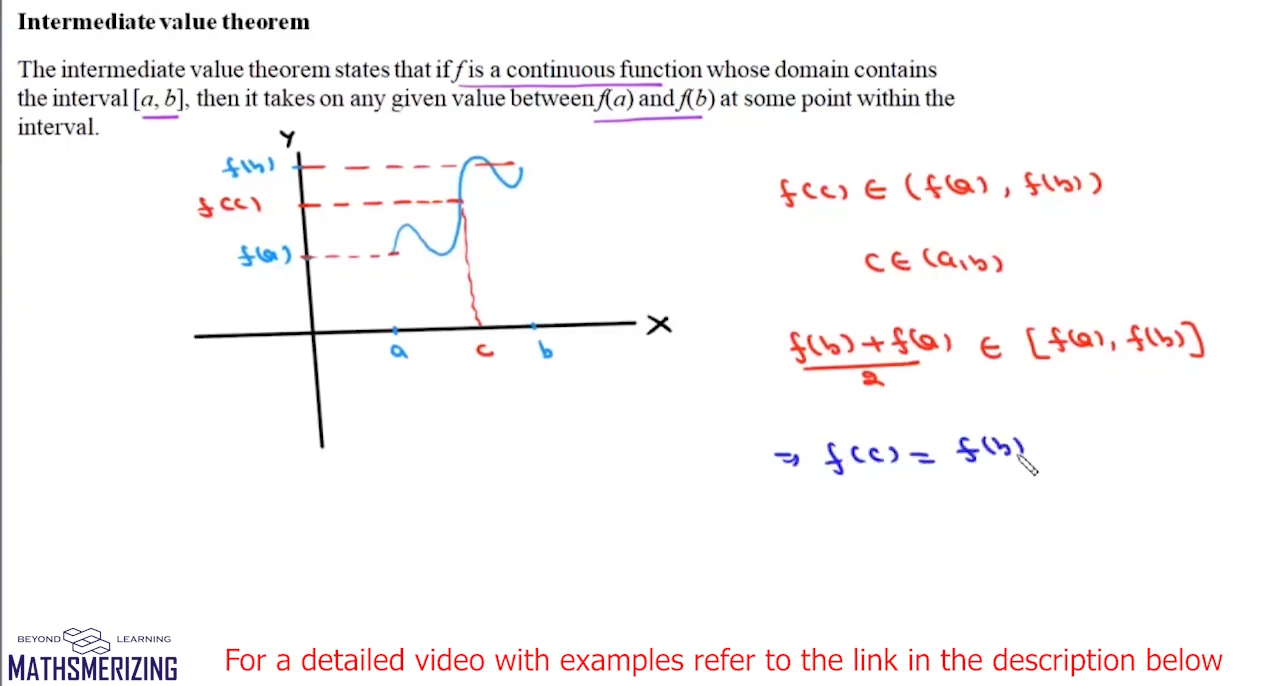 Intermediate value theorem
The intermediate value theorem states that if f is a continuous function whose domain contains
the interval [a, b], then it takes on any given value between f(a) and f(b) at some point within the
interval.
Y
f(b)
f(c)
f(a)
X
a
c
b
f(c) ∈ (f(a), f(b))
c ∈ (a,b)
f(b) + f(a) ∈ [f(a), f(b)]
2
⇒ f(c) = f(b)
BEYOND LEARNING
MATHSMERIZING
For a detailed video with examples refer to the link in the description below